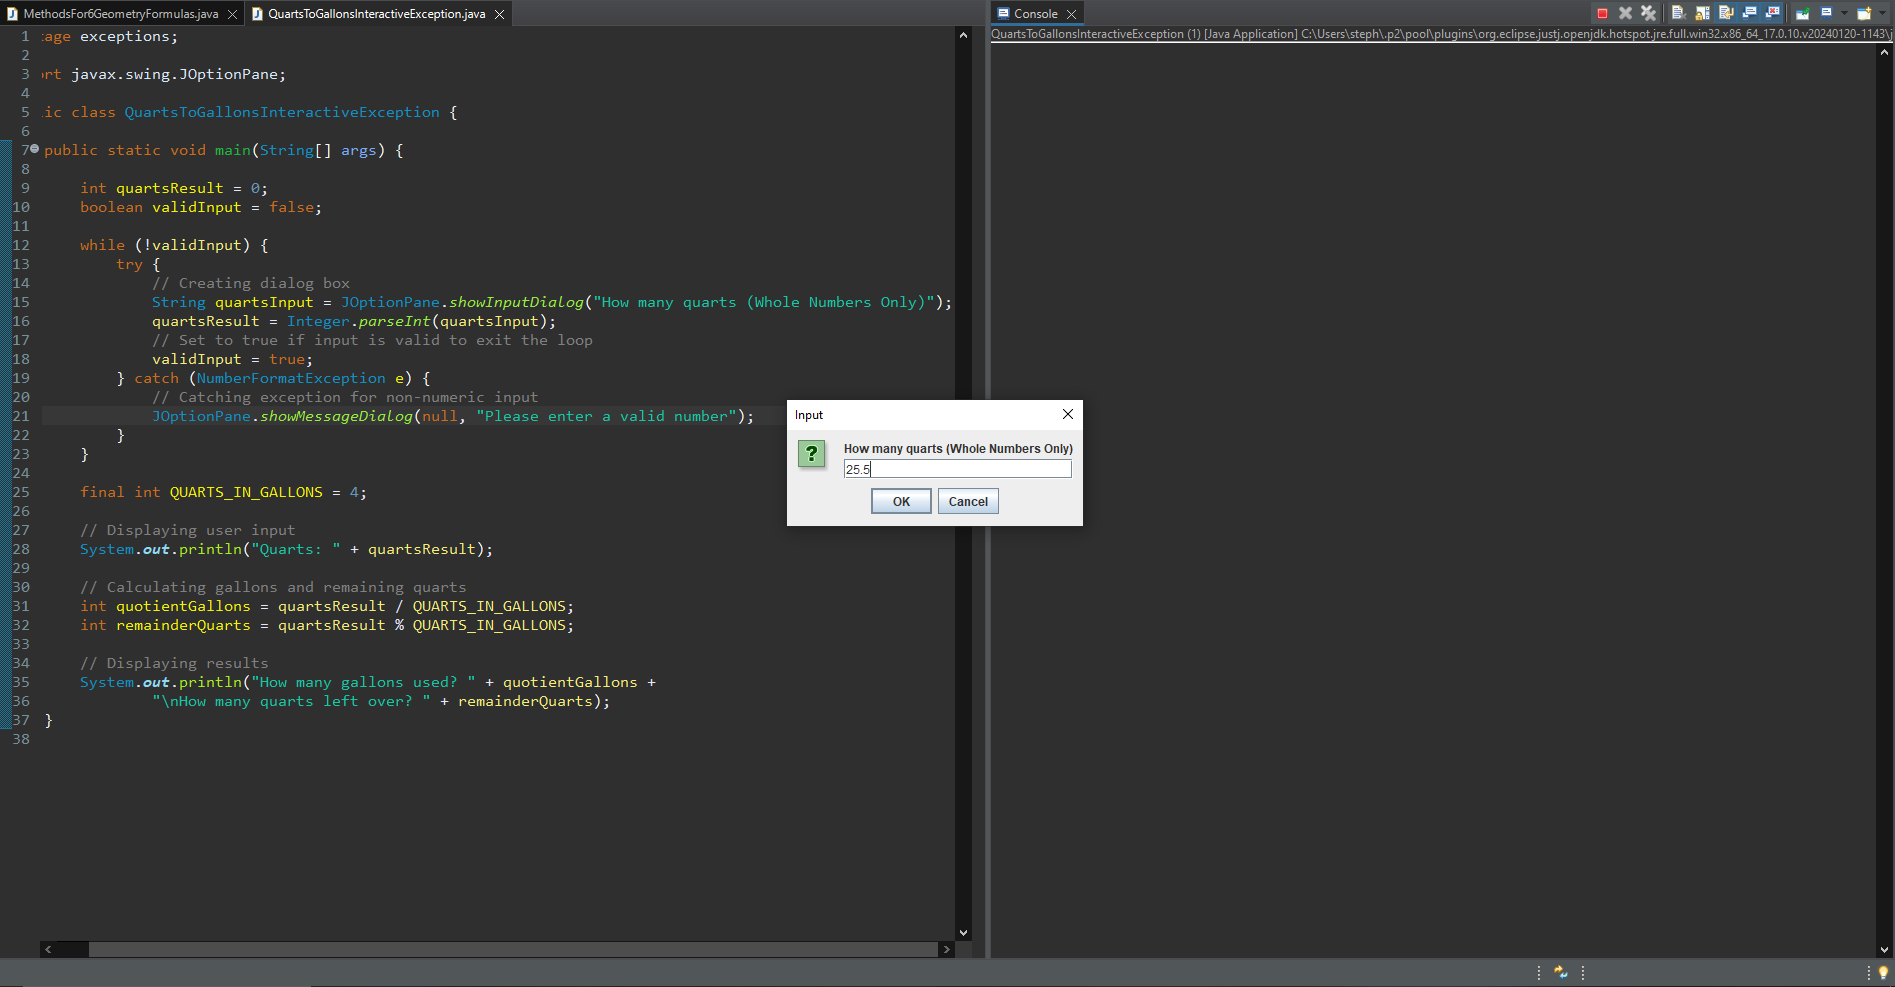 MethodsFor6GeometryFormulas.java
QuartsToGallonsInteractiveException.java
1 age exceptions;
2
3 rt javax.swing.JOptionPane;
4
5 ic class QuartsToGallonsInteractiveException {
6
7 public static void main(String[] args) {
8
9 int quartsResult = 0;
10 boolean validInput = false;
11
12 while (!validInput) {
13 try {
14 // Creating dialog box
15 String quartsInput = JOptionPane.showInputDialog("How many quarts (Whole Numbers Only)");
16 quartsResult = Integer.parseInt(quartsInput);
17 // Set to true if input is valid to exit the loop
18 validInput = true;
19 } catch (NumberFormatException e) {
20 // Catching exception for non-numeric input
21 JOptionPane.showMessageDialog(null, "Please enter a valid number");
22 }
23 }
24
25 final int QUARTS_IN_GALLONS = 4;
26
27 // Displaying user input
28 System.out.println("Quarts: " + quartsResult);
29
30 // Calculating gallons and remaining quarts
31 int quotientGallons = quartsResult / QUARTS_IN_GALLONS;
32 int remainderQuarts = quartsResult % QUARTS_IN_GALLONS;
33
34 // Displaying results
35 System.out.println("How many gallons used? " + quotientGallons +
36 "\nHow many quarts left over? " + remainderQuarts);
37 }
38
Input
How many quarts (Whole Numbers Only)
25.5
OK
Cancel
Console
QuartsToGallonsInteractiveException (1) [Java Application] C:\Users\steph\.p2\pool\plugins\org.eclipse.justj.openjdk.hotspot.jre.full.win32.x86_64_17.0.10.v20240120-1143\j